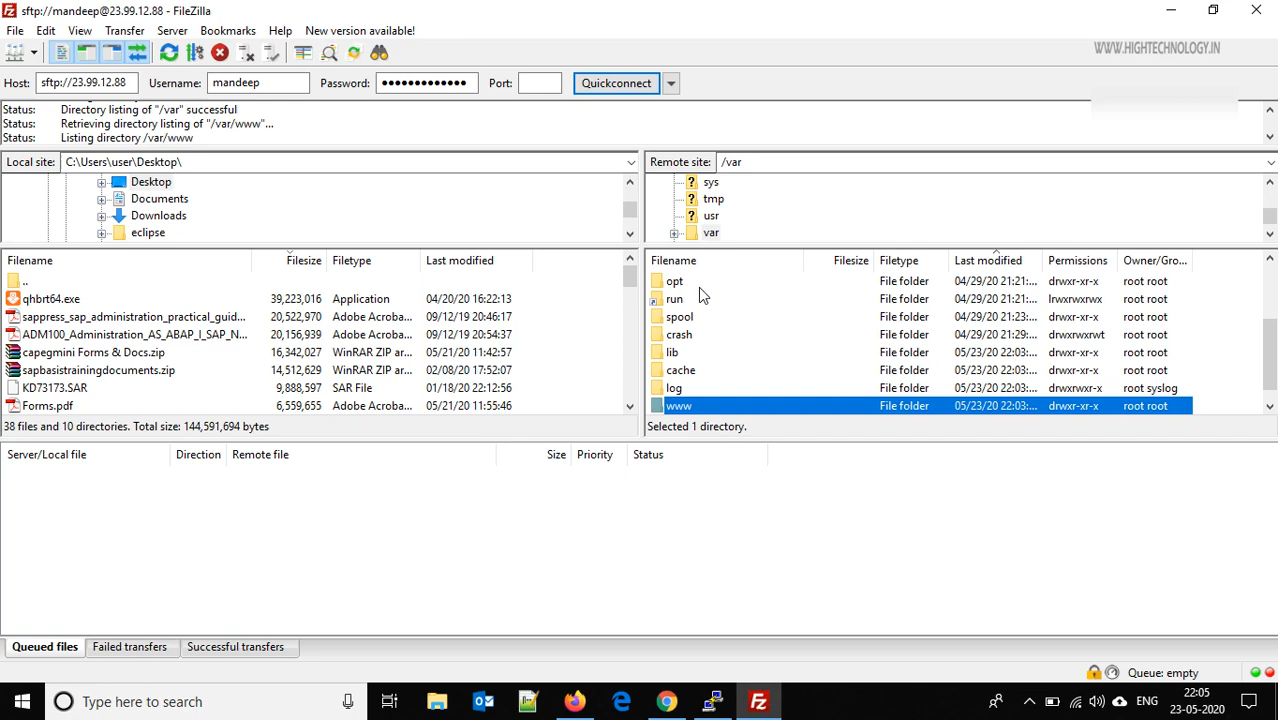 sftp://mandeep@23.99.12.88 - FileZilla
File Edit View Transfer Server Bookmarks Help New version available!
WWW.HIGHTECHNOLOGY.IN
Host: sftp://23.99.12.88 Username: mandeep Password: ●●●●●●●●●●●●● Port: Quickconnect
Status: Directory listing of "/var" successful
Status: Retrieving directory listing of "/var/www"...
Status: Listing directory /var/www
Local site: C:\Users\user\Desktop\
Desktop
Documents
Downloads
eclipse
Remote site: /var
? sys
? tmp
? usr
var
Filename Filesize Filetype Last modified
..
qhbrt64.exe 39,223,016 Application 04/20/20 16:22:13
sappress_sap_administration_practical_guid... 20,522,970 Adobe Acroba... 09/12/19 20:46:17
ADM100_Administration_AS_ABAP_I_SAP_N... 20,156,939 Adobe Acroba... 09/12/19 20:54:37
capegmini Forms & Docs.zip 16,342,027 WinRAR ZIP ar... 05/21/20 11:42:57
sapbasistrainingdocuments.zip 14,512,629 WinRAR ZIP ar... 02/08/20 17:52:07
KD73173.SAR 9,888,597 SAR File 01/18/20 22:12:56
Forms.pdf 6,559,655 Adobe Acroba... 05/21/20 11:55:46
38 files and 10 directories. Total size: 144,591,694 bytes
Filename Filesize Filetype Last modified Permissions Owner/Gro...
opt File folder 04/29/20 21:21:... drwxr-xr-x root root
run File folder 04/29/20 21:21:... lrwxrwxrwx root root
spool File folder 04/29/20 21:23:... drwxr-xr-x root root
crash File folder 04/29/20 21:29:... drwxrwxrwt root root
lib File folder 05/23/20 22:03:... drwxr-xr-x root root
cache File folder 05/23/20 22:03:... drwxr-xr-x root root
log File folder 05/23/20 22:03:... drwxrwxr-x root syslog
www File folder 05/23/20 22:03:... drwxr-xr-x root root
Selected 1 directory.
Server/Local file Direction Remote file Size Priority Status
Queued files Failed transfers Successful transfers
Queue: empty
Type here to search
ENG
22:05
23-05-2020